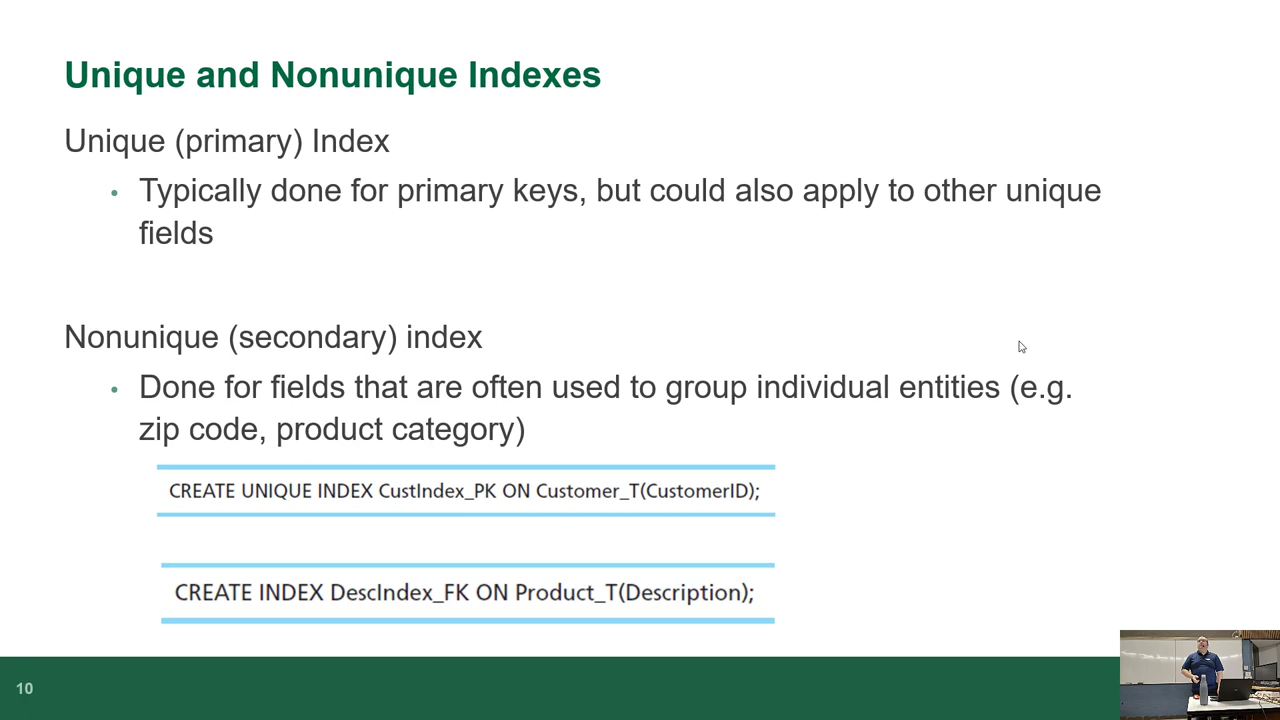 Unique and Nonunique Indexes
Unique (primary) Index
• Typically done for primary keys, but could also apply to other unique
fields
Nonunique (secondary) index
• Done for fields that are often used to group individual entities (e.g.
zip code, product category)
CREATE UNIQUE INDEX CustIndex_PK ON Customer_T(CustomerID);
CREATE INDEX DescIndex_FK ON Product_T(Description);
10